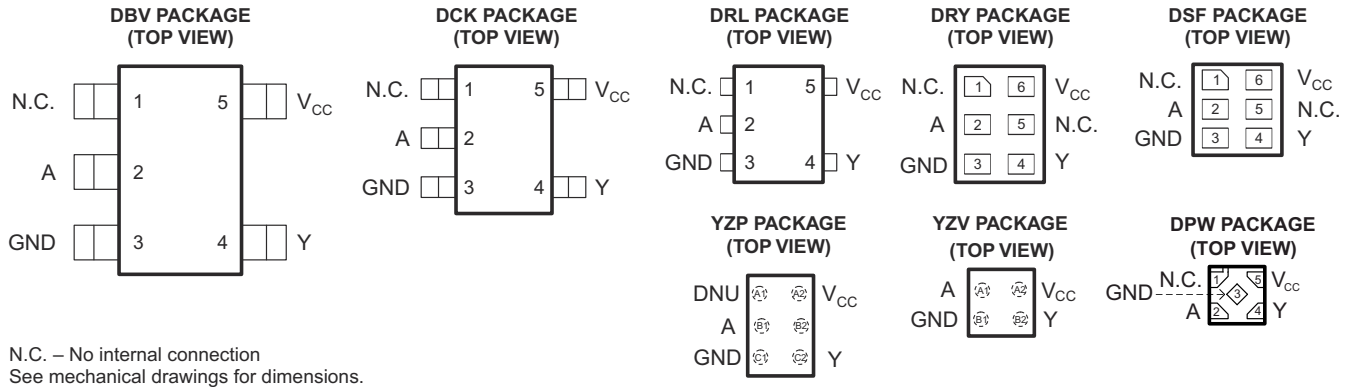 DBV PACKAGE
(TOP VIEW)
N.C. 1 5 VCC
A 2
GND 3 4 Y
DCK PACKAGE
(TOP VIEW)
N.C. 1 5 VCC
A 2
GND 3 4 Y
DRL PACKAGE
(TOP VIEW)
N.C. 1 5 VCC
A 2
GND 3 4 Y
DRY PACKAGE
(TOP VIEW)
N.C. 1 6 VCC
A 2 5 N.C.
GND 3 4 Y
DSF PACKAGE
(TOP VIEW)
N.C. 1 6 VCC
A 2 5 N.C.
GND 3 4 Y
YZP PACKAGE
(TOP VIEW)
DNU A1 A2 VCC
A B1 B2
GND C1 C2 Y
YZV PACKAGE
(TOP VIEW)
A A1 A2 VCC
GND B1 B2 Y
DPW PACKAGE
(TOP VIEW)
N.C. 1 5 VCC
GND 3
A 2 4 Y
N.C. – No internal connection
See mechanical drawings for dimensions.